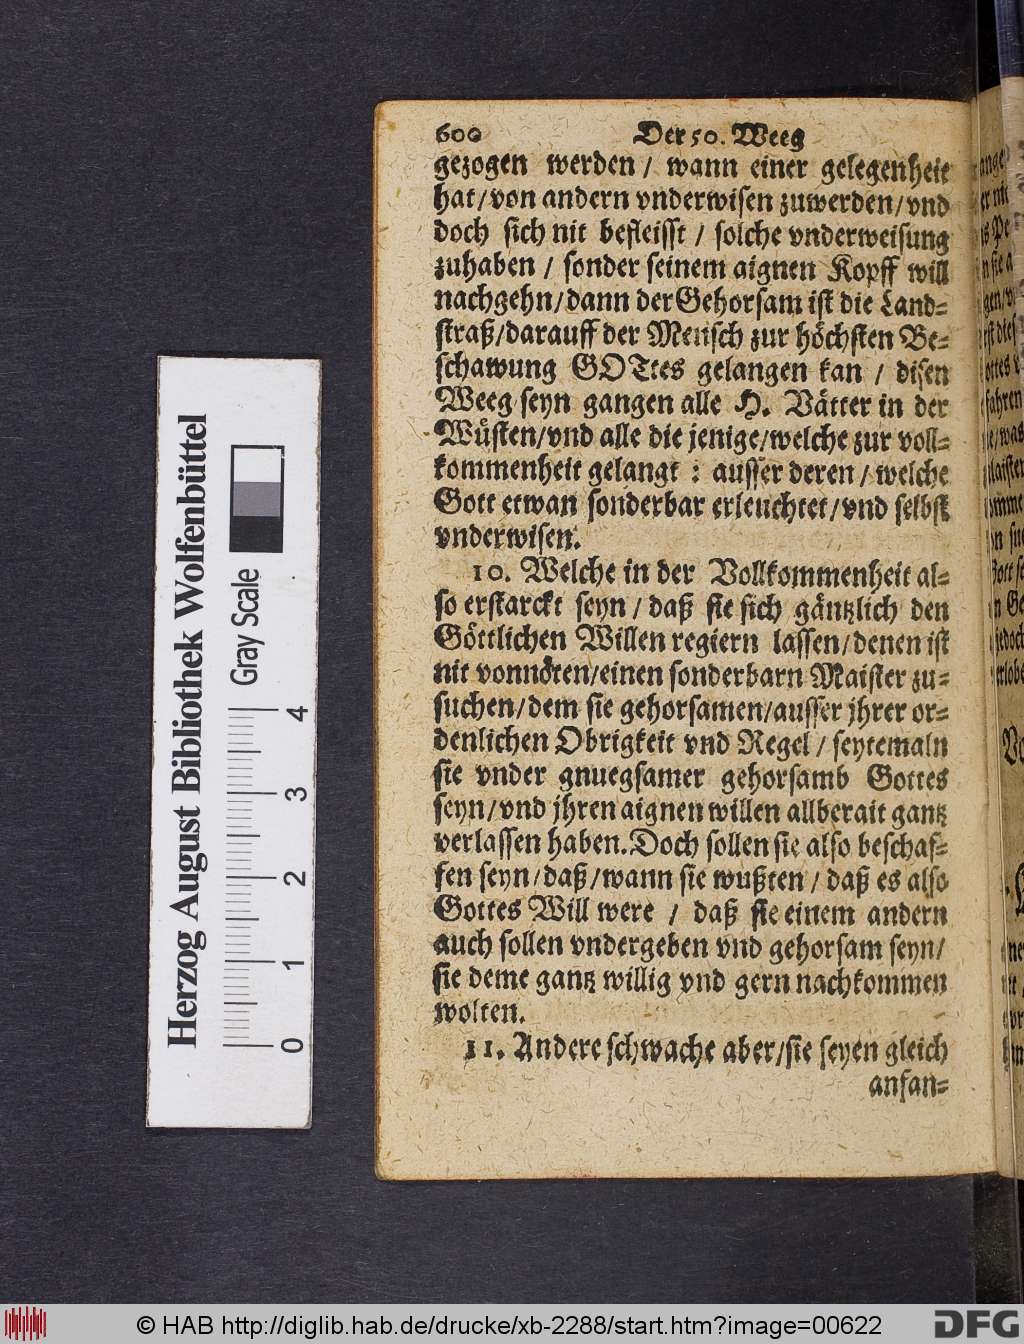 600 Der 50. Weeg
gezogen werden / wann einer gelegenheit
hat/von andern vnderwisen zuwerden/vnd
doch sich nit befleisst / solche vnderweisung
zuhaben / sonder seinem aignen Kopff will
nachgehn/dann der Gehorsam ist die Land-
straß/darauff der Mensch zur höchsten Be-
schawung GOTtes gelangen kan / disen
Weeg seyn gangen alle H. Vätter in der
Wüsten/vnd alle die jenige/welche zur voll-
kommenheit gelangt : ausser deren / welche
Gott etwan sonderbar erleuchtet/vnd selbst
vnderwisen.
10. Welche in der Vollkommenheit al-
so erstarckt seyn / daß sie sich gäntzlich den
Göttlichen Willen regiern lassen/denen ist
nit vonnöten/einen sonderbarn Maister zu-
suchen/dem sie gehorsamen/ausser jhrer or-
denlichen Obrigkeit vnd Regel / seytemaln
sie vnder gnuegsamer gehorsamb Gottes
seyn/vnd jhren aignen willen allberait gantz
verlassen haben. Doch sollen sie also beschaf-
fen seyn/daß/wann sie wußten / daß es also
Gottes Will were / daß sie einem andern
auch sollen vndergeben vnd gehorsam seyn/
sie deme gantz willig vnd gern nachkommen
wolten.
11. Andere schwache aber/sie seyen gleich
anfan-
Herzog August Bibliothek Wolfenbüttel
Gray Scale
0 1 2 3 4
© HAB http://diglib.hab.de/drucke/xb-2288/start.htm?image=00622
DFG